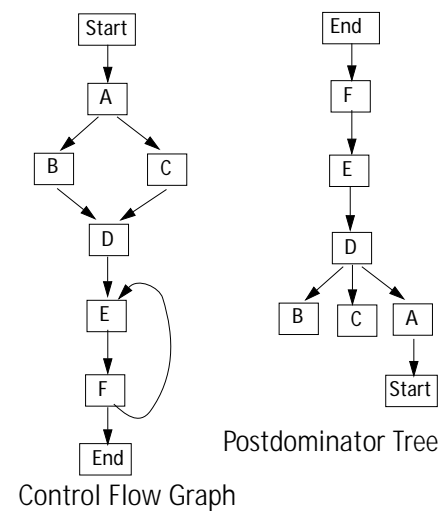 Start
A
B C
D
E
F
End
Control Flow Graph
End
F
E
D
B C A
Start
Postdominator Tree